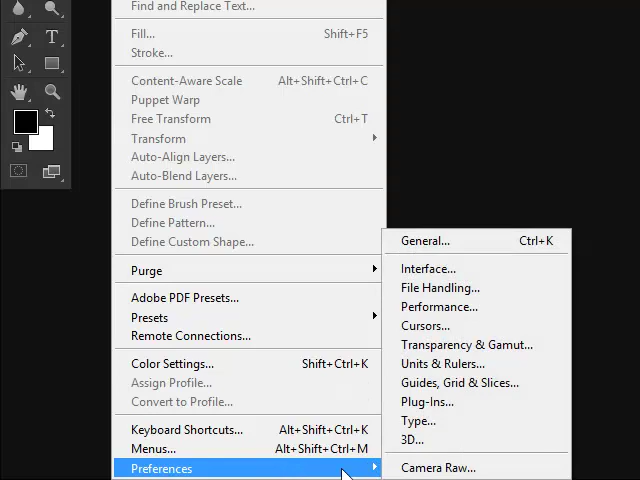 Find and Replace Text...
Fill... Shift+F5
Stroke...
Content-Aware Scale Alt+Shift+Ctrl+C
Puppet Warp
Free Transform Ctrl+T
Transform
Auto-Align Layers...
Auto-Blend Layers...
Define Brush Preset...
Define Pattern...
Define Custom Shape...
Purge
Adobe PDF Presets...
Presets
Remote Connections...
Color Settings... Shift+Ctrl+K
Assign Profile...
Convert to Profile...
Keyboard Shortcuts... Alt+Shift+Ctrl+K
Menus... Alt+Shift+Ctrl+M
Preferences
General... Ctrl+K
Interface...
File Handling...
Performance...
Cursors...
Transparency & Gamut...
Units & Rulers...
Guides, Grid & Slices...
Plug-Ins...
Type...
3D...
Camera Raw...